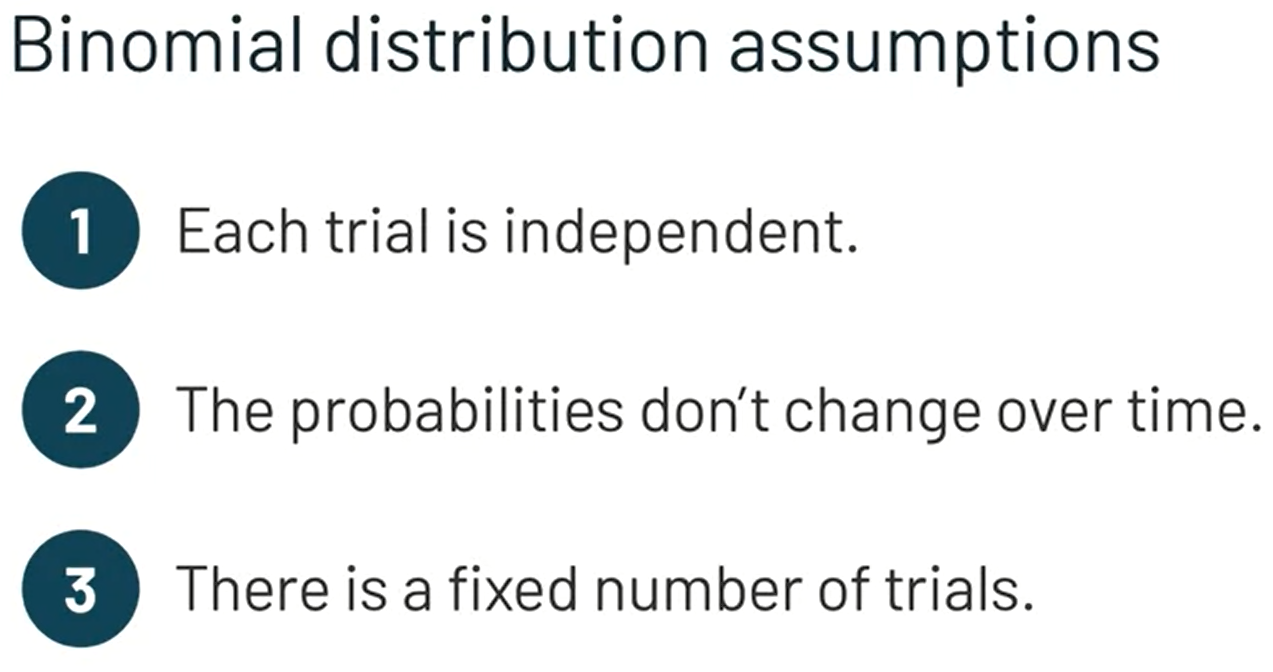 Binomial distribution assumptions
1 Each trial is independent.
2 The probabilities don’t change over time.
3 There is a fixed number of trials.